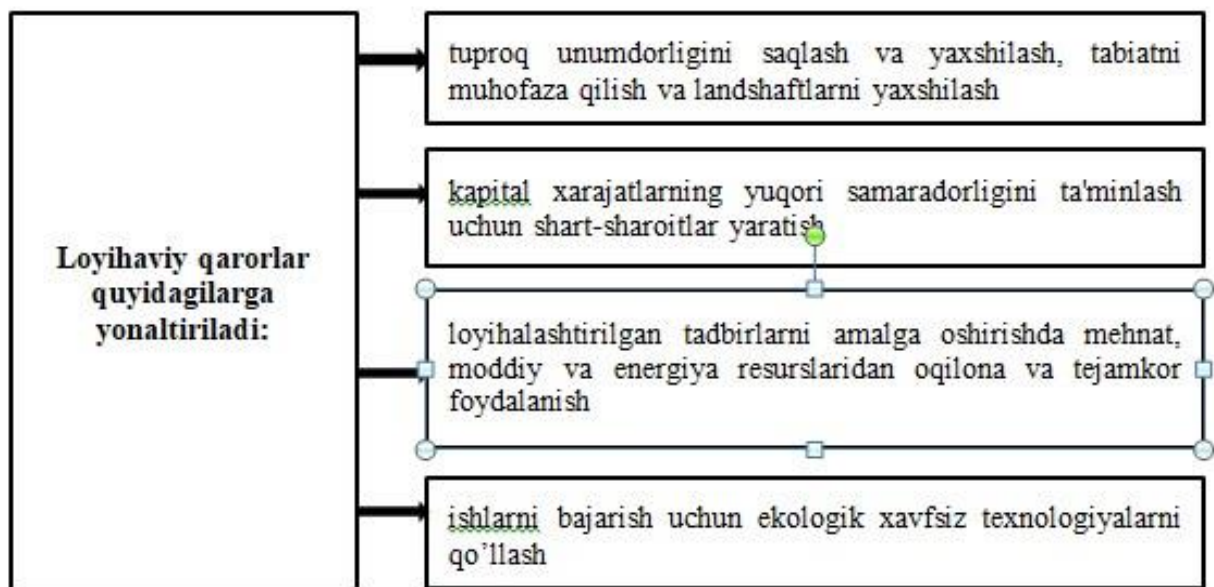 Loyihaviy qarorlar
quyidagilarga
yonaltiriladi:
tuproq unumdorligini saqlash va yaxshilash, tabiatni
muhofaza qilish va landshaftlarni yaxshilash
kapital xarajatlarning yuqori samaradorligini ta'minlash
uchun shart-sharoitlar yaratish
loyihalashtirilgan tadbirlarni amalga oshirishda mehnat,
moddiy va energiya resurslaridan oqilona va tejamkor
foydalanish
ishlarni bajarish uchun ekologik xavfsiz texnologiyalarni
qo’llash